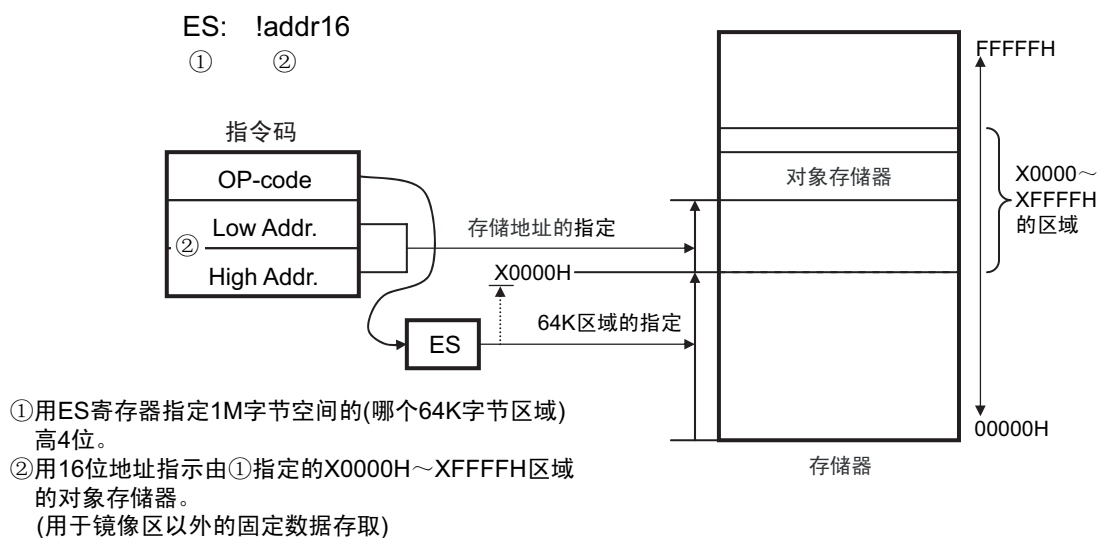 ES: !addr16
① ②
指令码
OP-code
Low Addr.
②
High Addr.
ES
存储地址的指定
X0000H
64K区域的指定
对象存储器
FFFFFH
X0000～
XFFFFH
的区域
00000H
存储器
①用ES寄存器指定1M字节空间的(哪个64K字节区域)
高4位。
②用16位地址指示由①指定的X0000H～XFFFFH区域
的对象存储器。
(用于镜像区以外的固定数据存取)